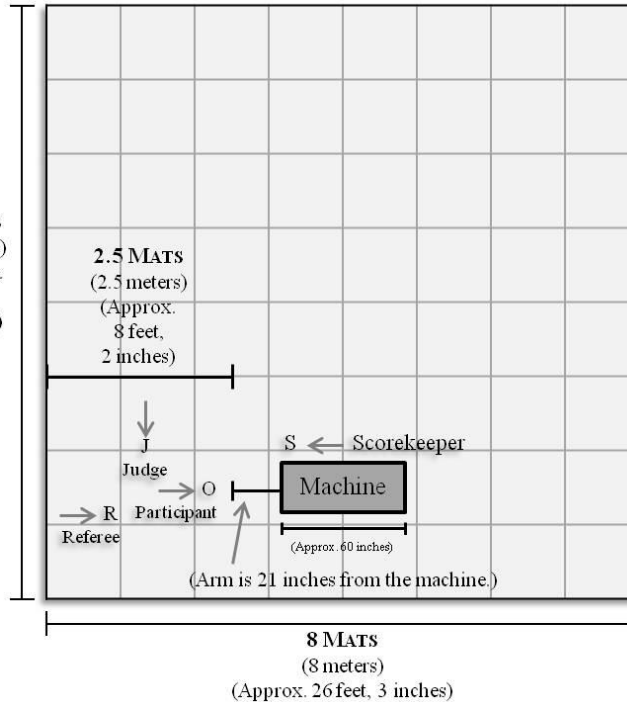 2.5 MATS
(2.5 meters)
(Approx.
8 feet,
2 inches)
J
Judge
S
Scorekeeper
Machine
O
Participant
R
Referee
(Approx. 60 inches)
(Arm is 21 inches from the machine.)
8 MATS
(8 meters)
(Approx. 26 feet, 3 inches)